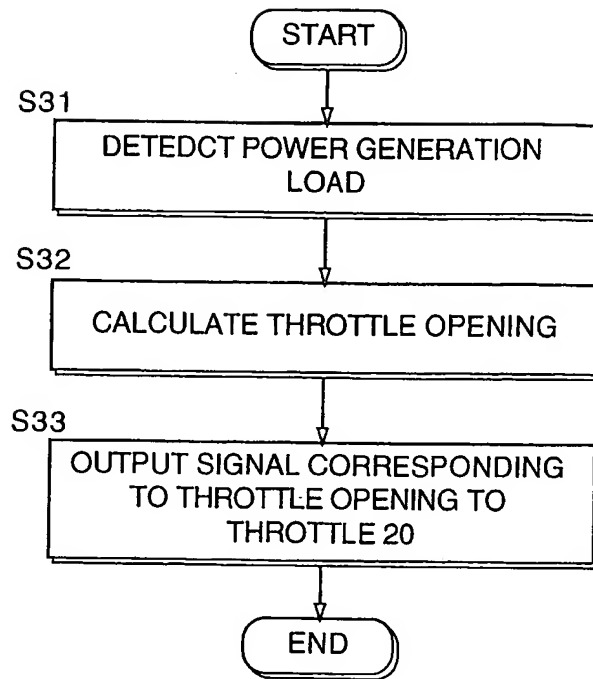 START
S31
DETEDCT POWER GENERATION
LOAD
S32
CALCULATE THROTTLE OPENING
S33
OUTPUT SIGNAL CORRESPONDING
TO THROTTLE OPENING TO
THROTTLE 20
END